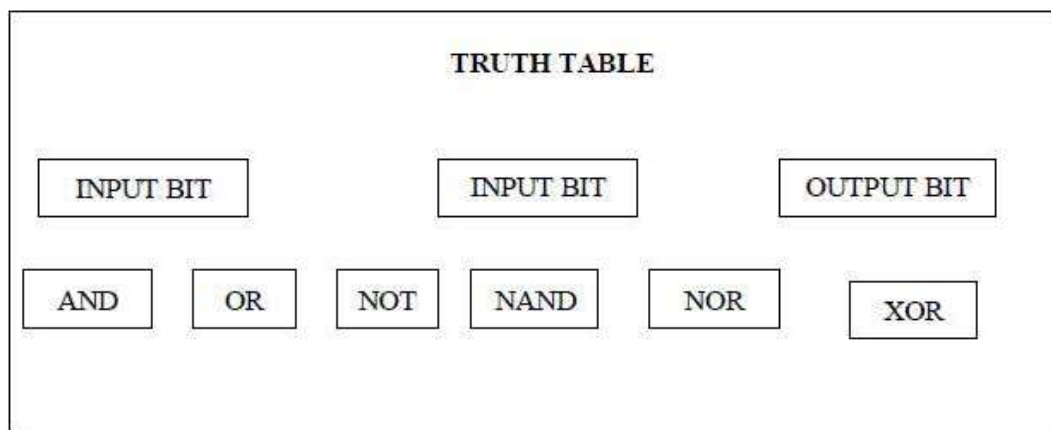 TRUTH TABLE
INPUT BIT INPUT BIT OUTPUT BIT
AND OR NOT NAND NOR XOR